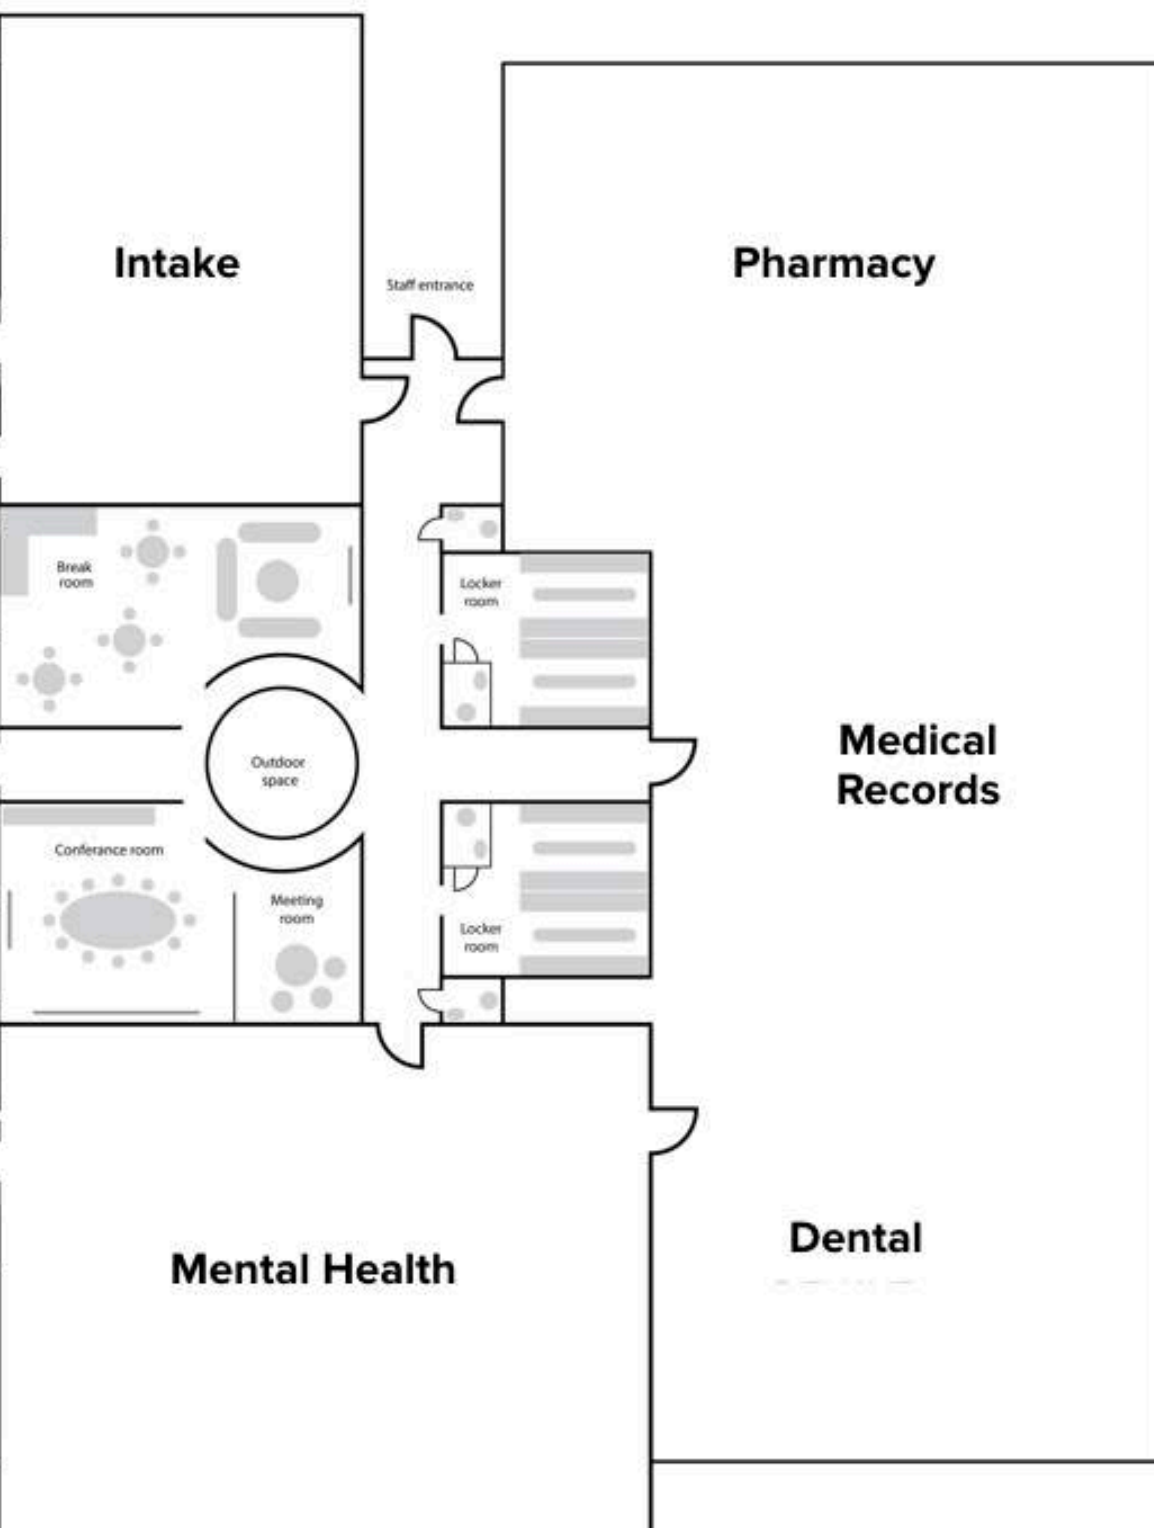 Intake
Pharmacy
Staff entrance
Break
room
Locker
room
Outdoor
space
Medical
Records
Conferance room
Meeting
room
Locker
room
Dental
Mental Health